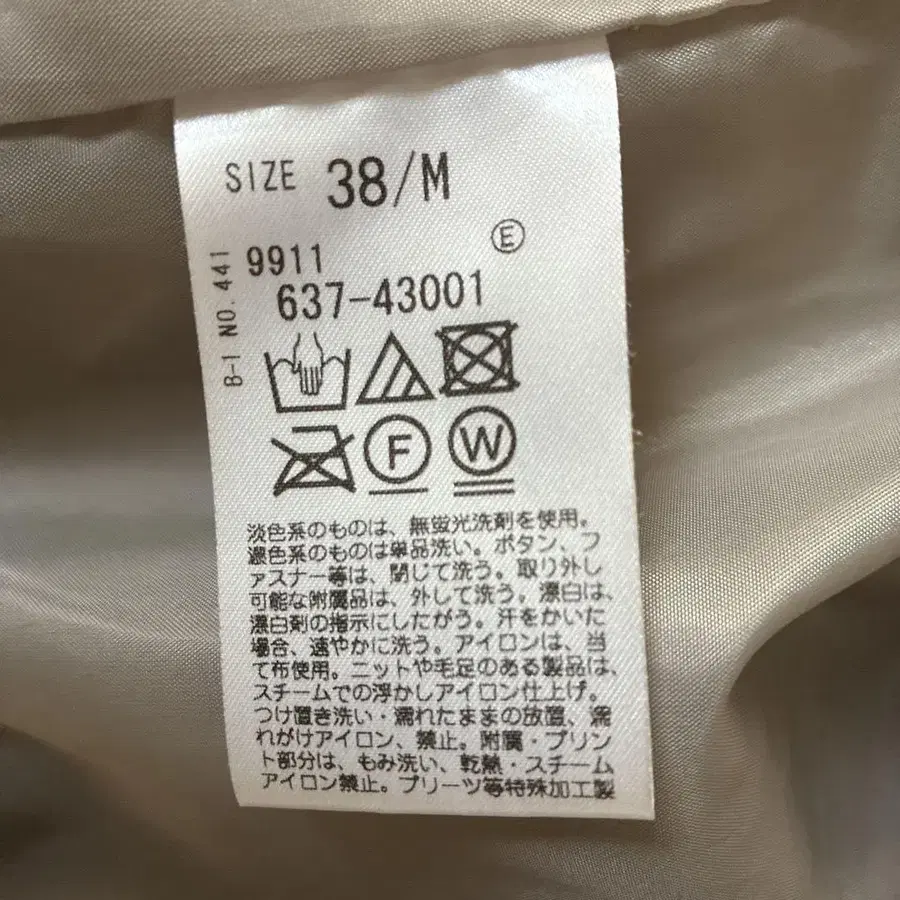 SIZE 38/M
E
9911
637-43001
B-1 NO.441
F W
淡色系のものは、無蛍光洗剤を使用。
濃色系のものは単品洗い。ボタン、フ
ァスナー等は、閉じて洗う。取り外し
可能な附属品は、外して洗う。漂白は、
漂白剤の指示にしたがう。汗をかいた
場合、速やかに洗う。アイロンは、当
て布使用。ニットや毛足のある製品は、
スチームでの浮かしアイロン仕上げ。
つけ置き洗い・濡れたままの放置、濡
れがけアイロン、禁止。附属・プリン
ト部分は、もみ洗い、乾熱・スチーム
アイロン禁止。プリーツ等特殊加工製